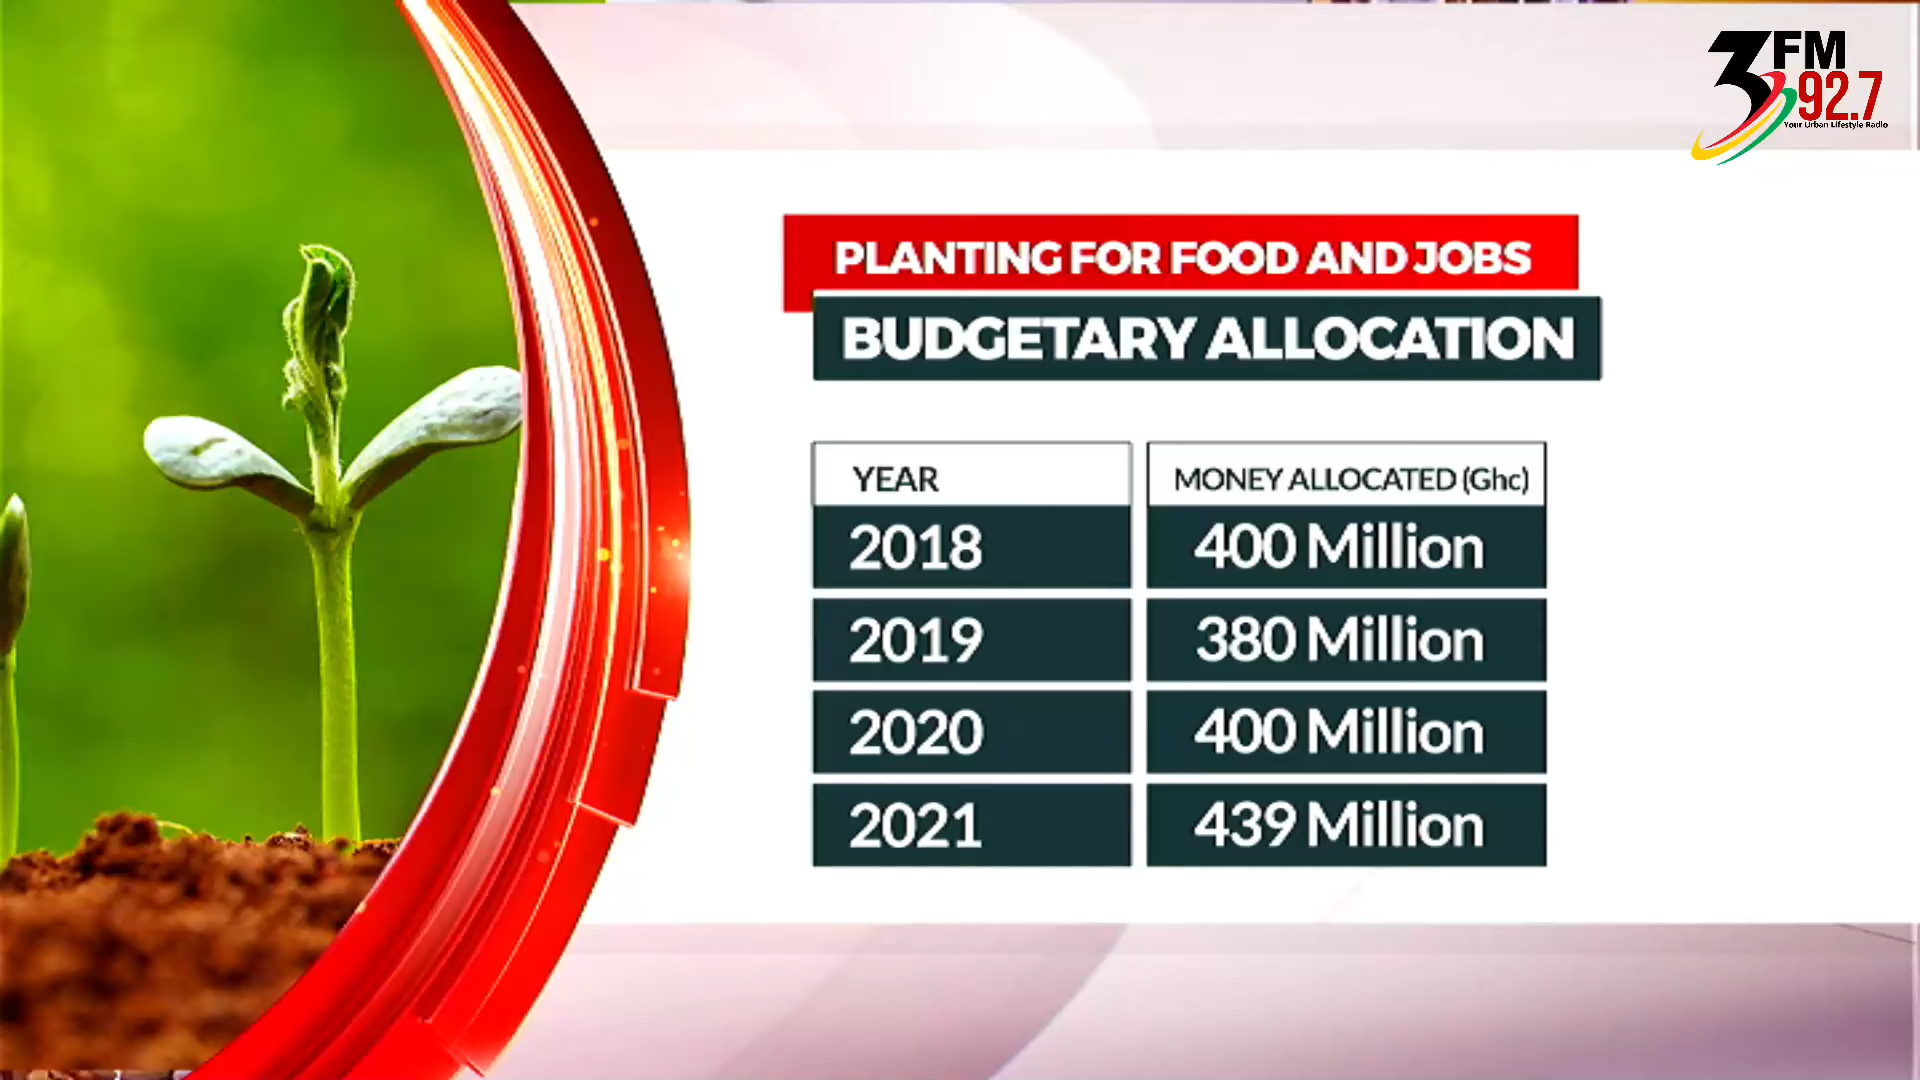 3FM
92.7
Your Urban Lifestyle Radio
PLANTING FOR FOOD AND JOBS
BUDGETARY ALLOCATION
YEAR MONEY ALLOCATED (Ghc)
2018 400 Million
2019 380 Million
2020 400 Million
2021 439 Million